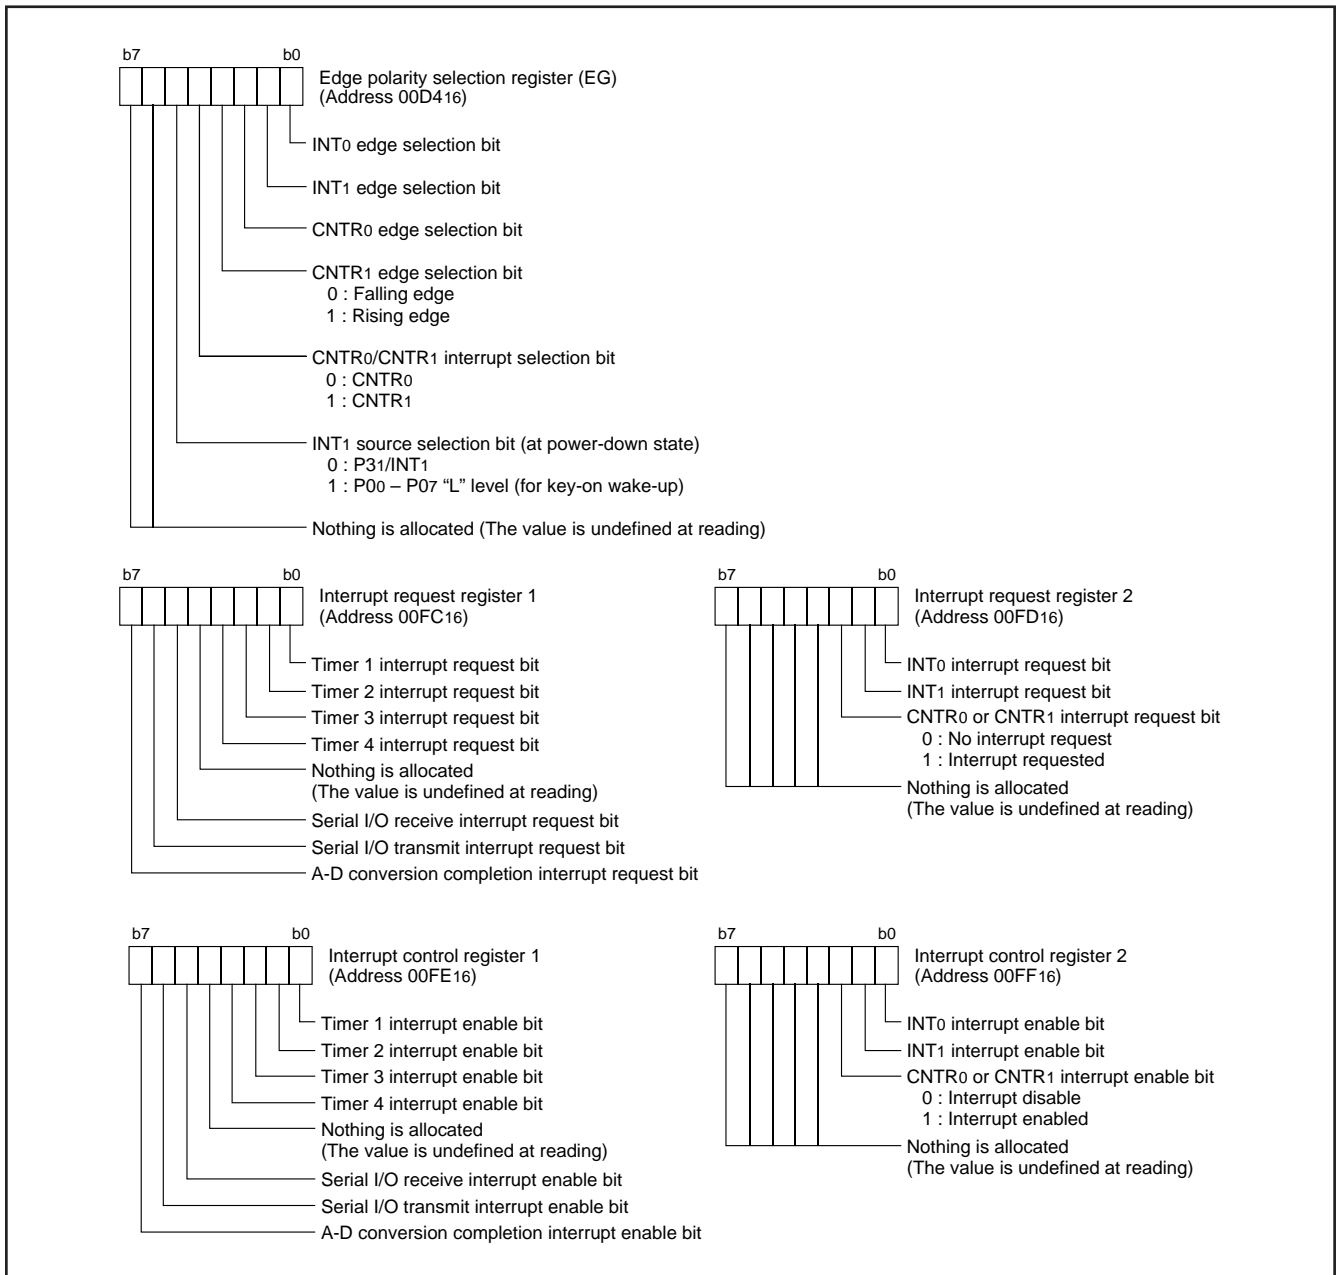 b7 b0
Edge polarity selection register (EG)
(Address 00D416)
INT0 edge selection bit
INT1 edge selection bit
CNTR0 edge selection bit
CNTR1 edge selection bit
0 : Falling edge
1 : Rising edge
CNTR0/CNTR1 interrupt selection bit
0 : CNTR0
1 : CNTR1
INT1 source selection bit (at power-down state)
0 : P31/INT1
1 : P00 – P07 “L” level (for key-on wake-up)
Nothing is allocated (The value is undefined at reading)
b7 b0
Interrupt request register 1
(Address 00FC16)
Timer 1 interrupt request bit
Timer 2 interrupt request bit
Timer 3 interrupt request bit
Timer 4 interrupt request bit
Nothing is allocated
(The value is undefined at reading)
Serial I/O receive interrupt request bit
Serial I/O transmit interrupt request bit
A-D conversion completion interrupt request bit
b7 b0
Interrupt request register 2
(Address 00FD16)
INT0 interrupt request bit
INT1 interrupt request bit
CNTR0 or CNTR1 interrupt request bit
0 : No interrupt request
1 : Interrupt requested
Nothing is allocated
(The value is undefined at reading)
b7 b0
Interrupt control register 1
(Address 00FE16)
Timer 1 interrupt enable bit
Timer 2 interrupt enable bit
Timer 3 interrupt enable bit
Timer 4 interrupt enable bit
Nothing is allocated
(The value is undefined at reading)
Serial I/O receive interrupt enable bit
Serial I/O transmit interrupt enable bit
A-D conversion completion interrupt enable bit
b7 b0
Interrupt control register 2
(Address 00FF16)
INT0 interrupt enable bit
INT1 interrupt enable bit
CNTR0 or CNTR1 interrupt enable bit
0 : Interrupt disable
1 : Interrupt enabled
Nothing is allocated
(The value is undefined at reading)